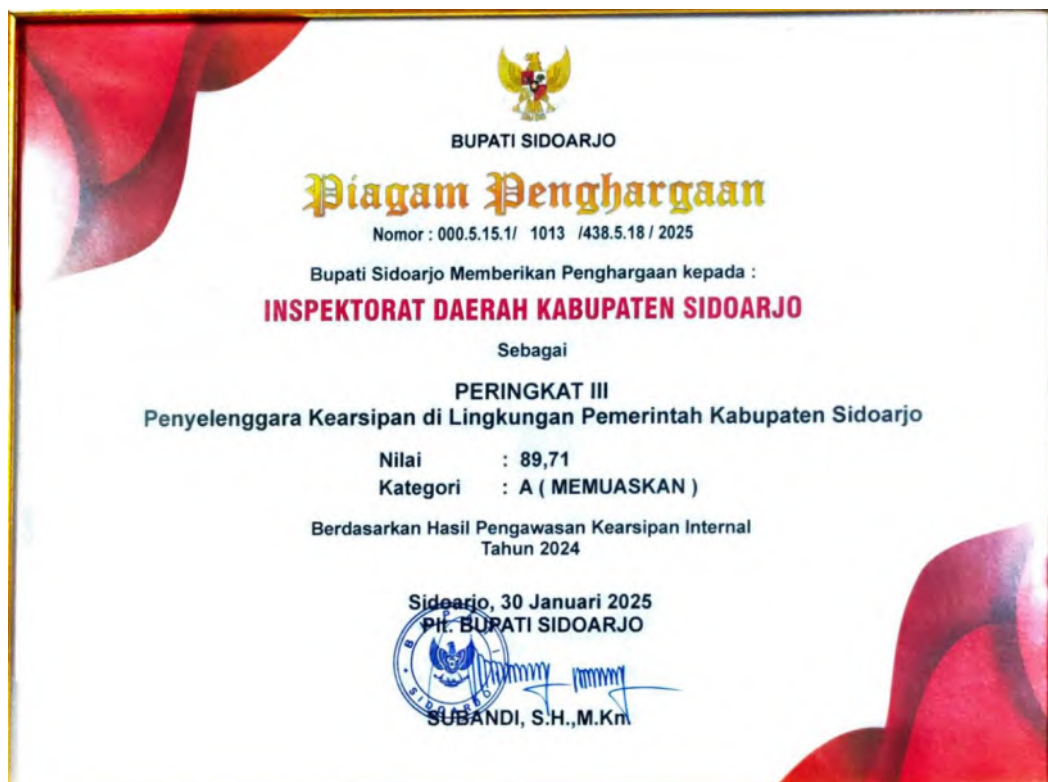 BUPATI SIDOARJO
Piagam Penghargaan
Nomor : 000.5.15.1/ 1013 /438.5.18 / 2025
Bupati Sidoarjo Memberikan Penghargaan kepada :
INSPEKTORAT DAERAH KABUPATEN SIDOARJO
Sebagai
PERINGKAT III
Penyelenggara Kearsipan di Lingkungan Pemerintah Kabupaten Sidoarjo
Nilai : 89,71
Kategori : A ( MEMUASKAN )
Berdasarkan Hasil Pengawasan Kearsipan Internal
Tahun 2024
Sidoarjo, 30 Januari 2025
Plt. BUPATI SIDOARJO
BUPATI
SIDOARJO
SUBANDI, S.H.,M.Kn